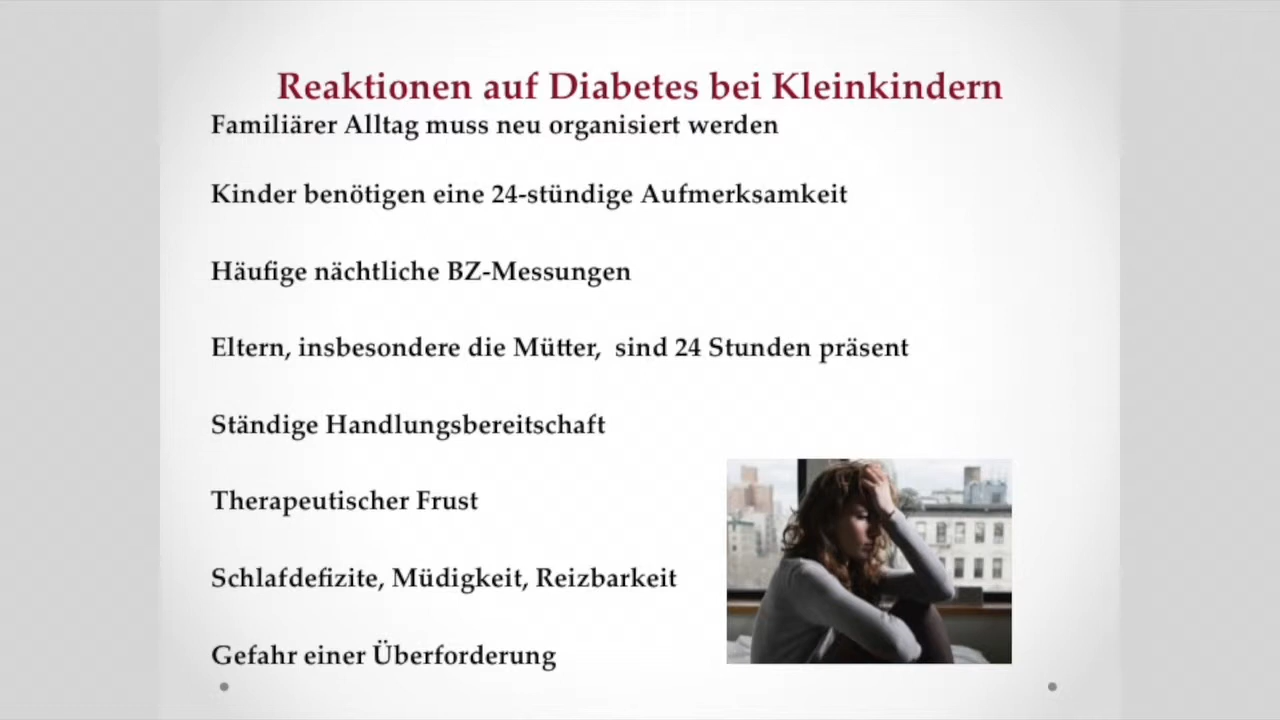 Reaktionen auf Diabetes bei Kleinkindern
Familiärer Alltag muss neu organisiert werden
Kinder benötigen eine 24-stündige Aufmerksamkeit
Häufige nächtliche BZ-Messungen
Eltern, insbesondere die Mütter, sind 24 Stunden präsent
Ständige Handlungsbereitschaft
Therapeutischer Frust
Schlafdefizite, Müdigkeit, Reizbarkeit
Gefahr einer Überforderung